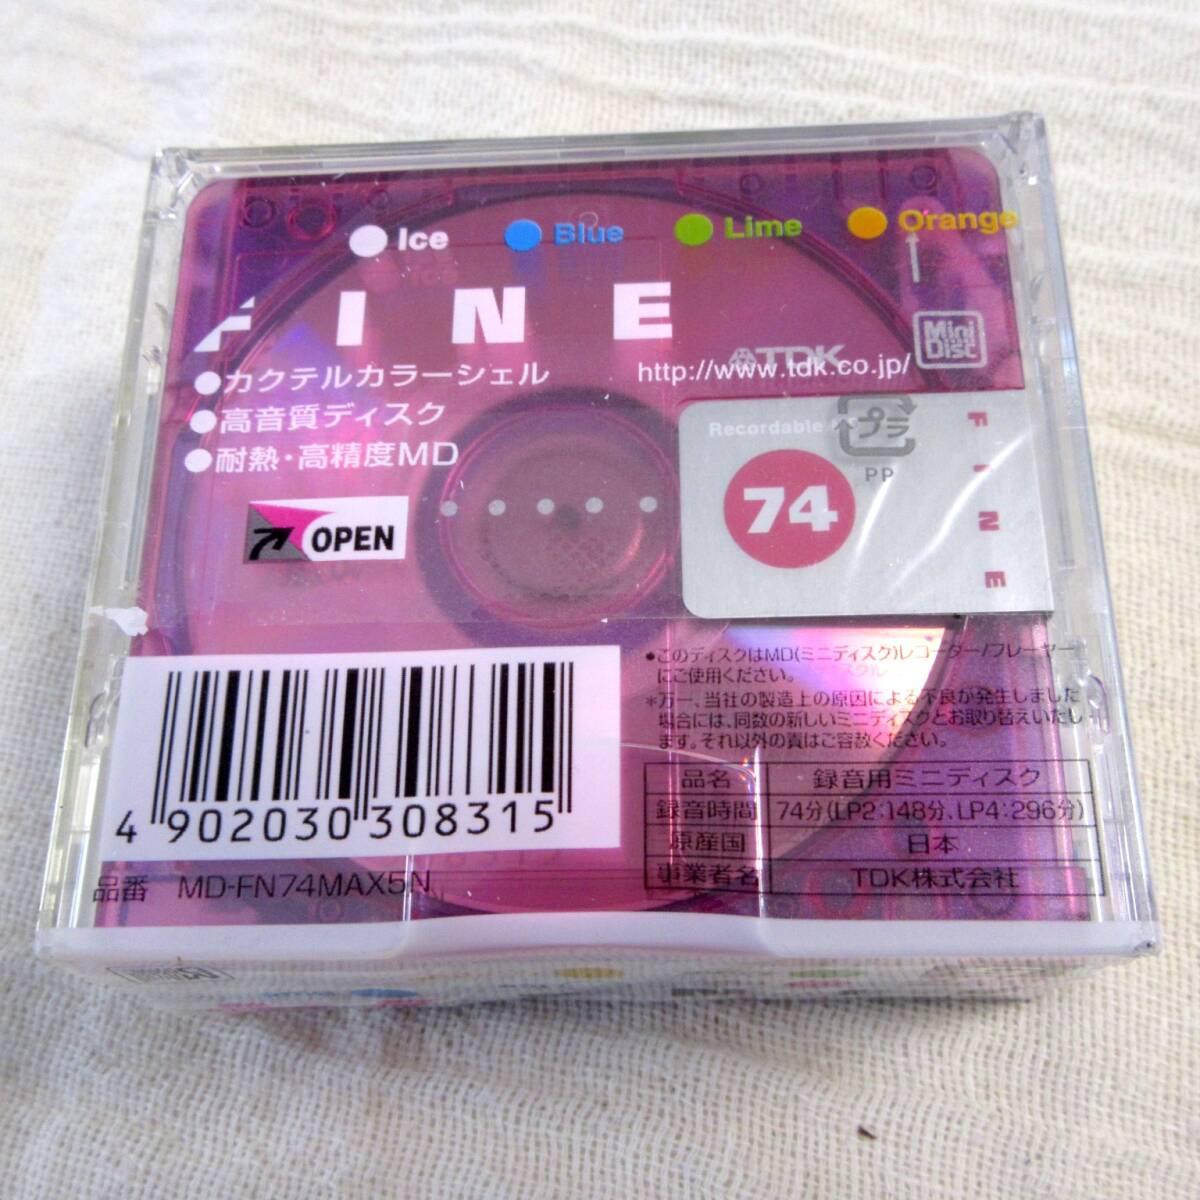 Ice Blue Lime Orange
FINE
●カクテルカラーシェル
●高音質ディスク
●耐熱・高精度MD
TDK
http://www.tdk.co.jp/
Mini Disc
Recordable
プラ
PP
74
FINE
OPEN
●このディスクはMD(ミニディスク)レコーダー/プレーヤー
にご使用ください。
*万一、当社の製造上の原因による不良が発生しました
場合には、同数の新しいミニディスクとお取り替えいたし
ます。それ以外の責はご容赦ください。
品名 録音用ミニディスク
録音時間 74分(LP2:148分、LP4:296分)
原産国 日本
事業者名 TDK株式会社
4 902030 308315
品番 MD-FN74MAX5N